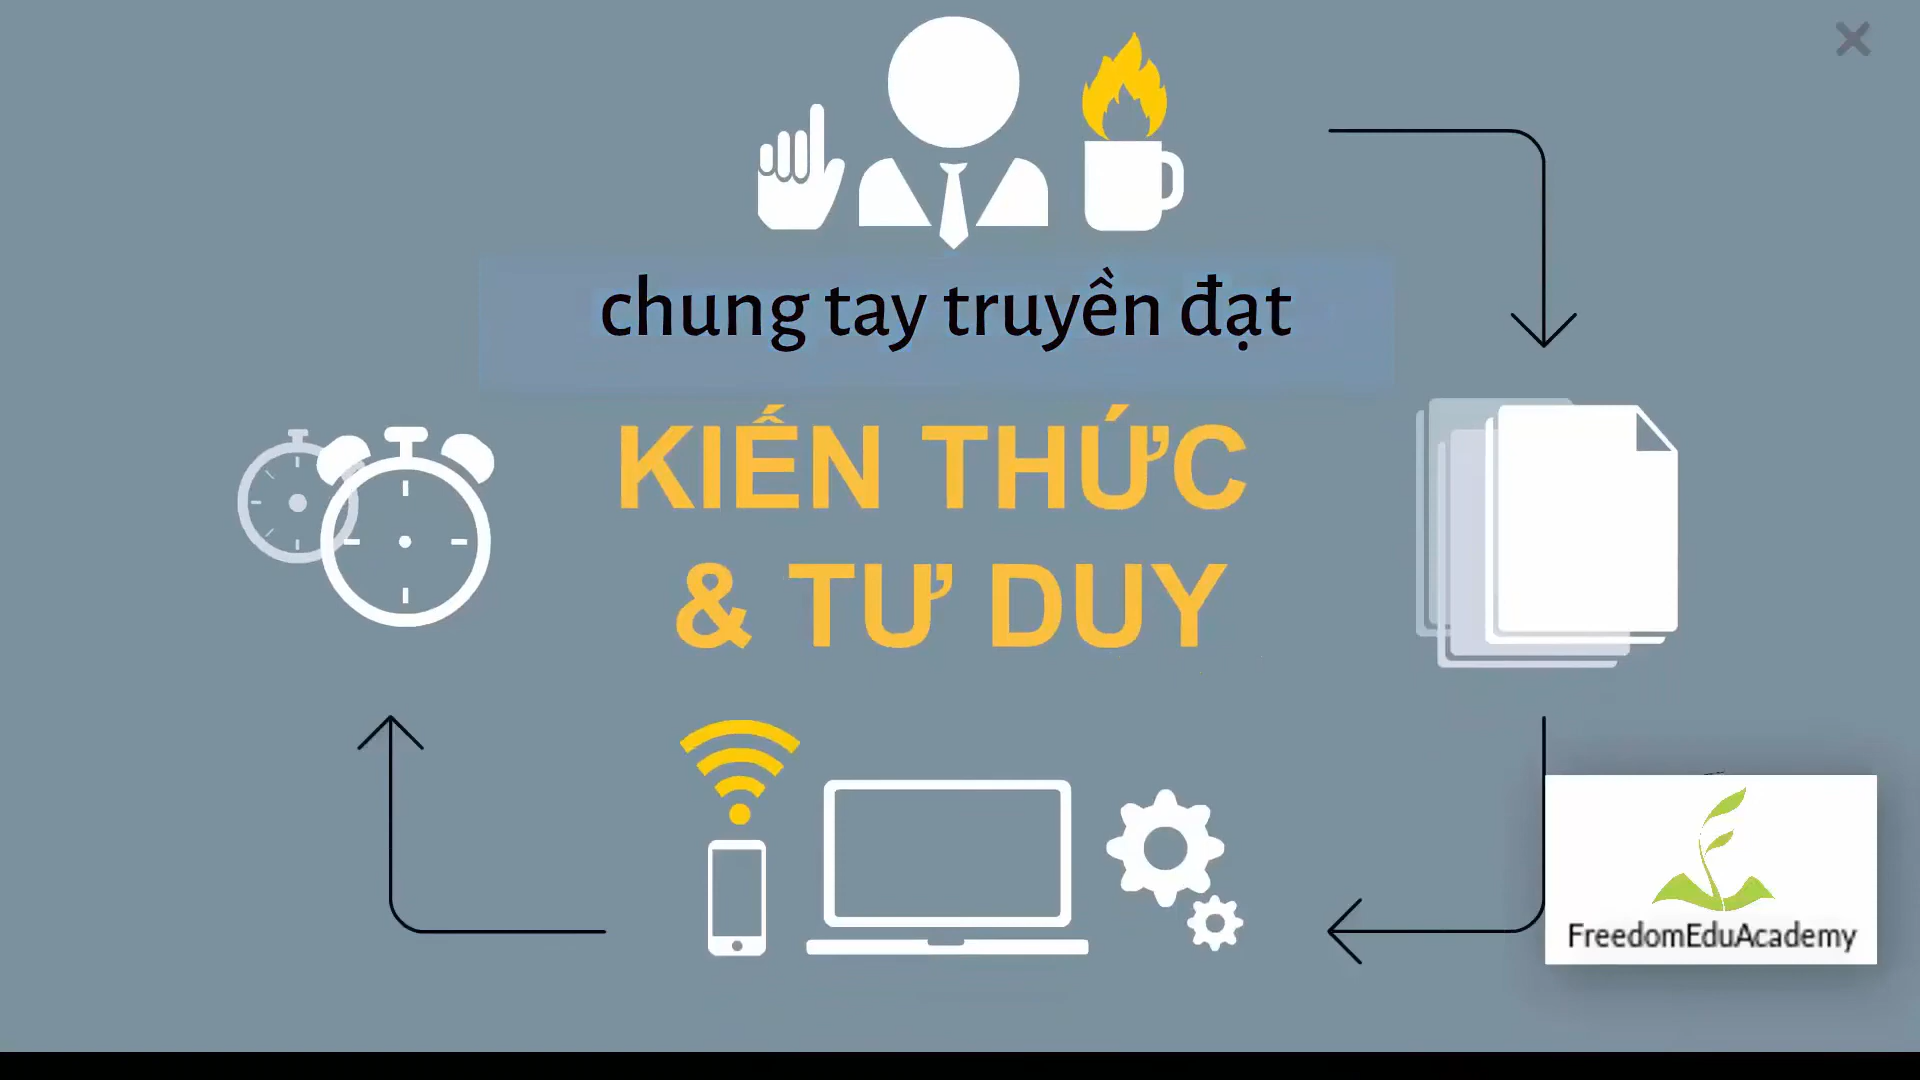 chung tay truyền đạt
KIẾN THỨC
& TƯ DUY
FreedomEduAcademy